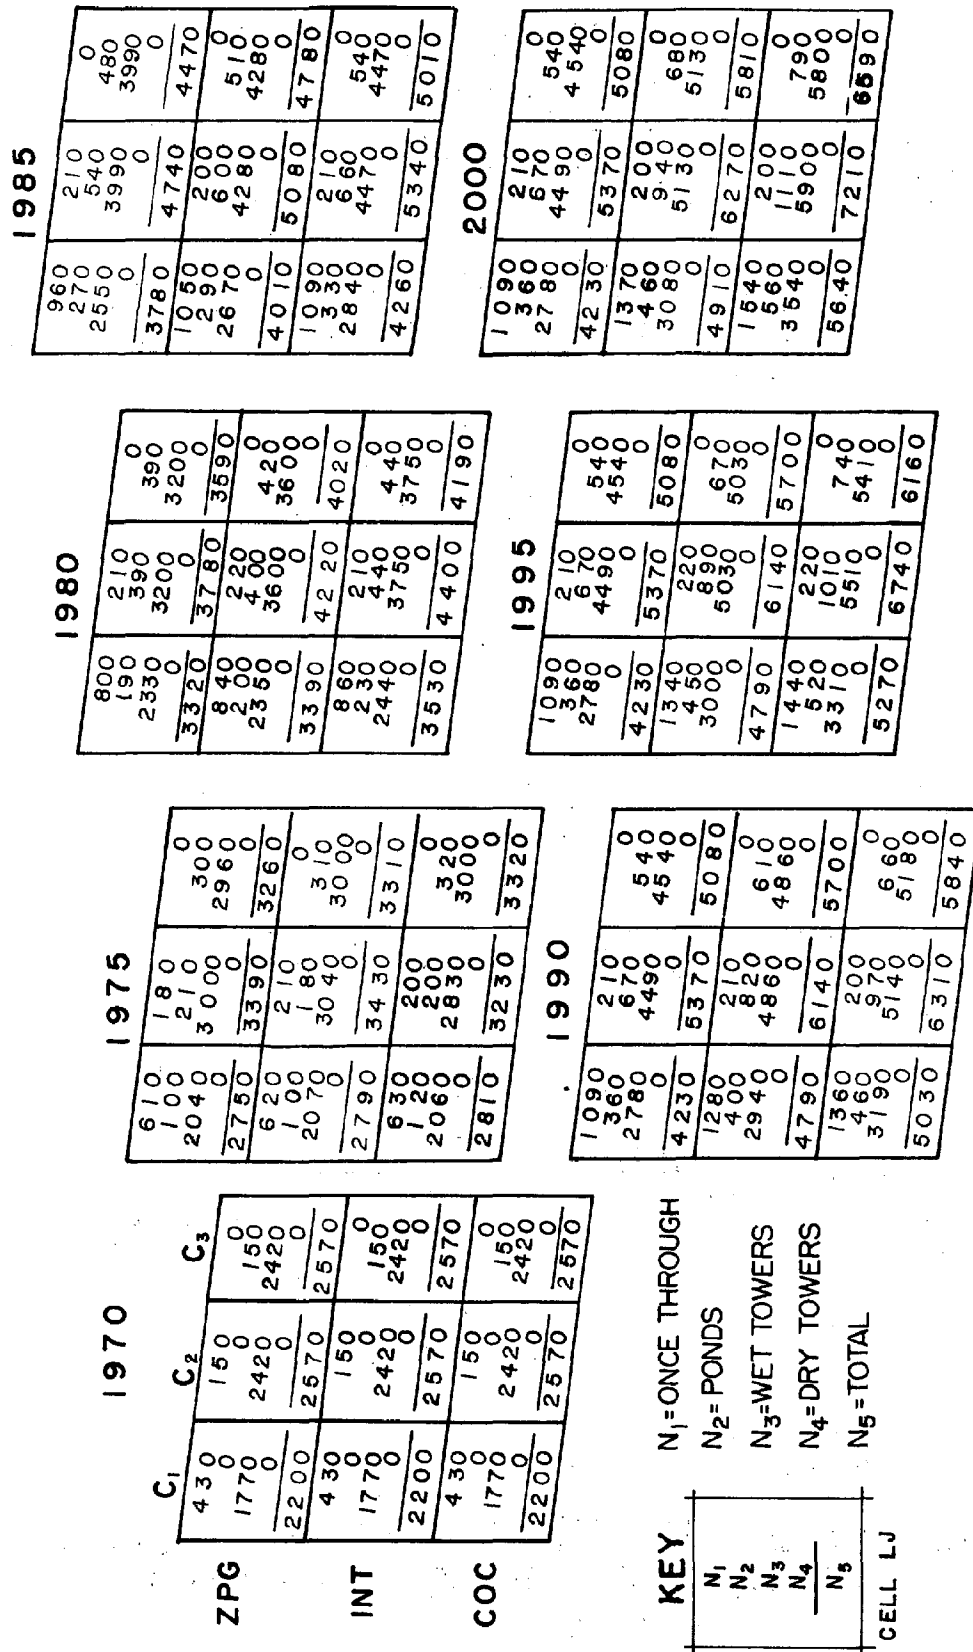 1970
C1 C2 C3
ZPG
430 150 0
0 0 150
1770 2420 2420
0 0 0
2200 2570 2570
INT
430 150 0
0 0 150
1770 2420 2420
0 0 0
2200 2570 2570
COC
430 150 0
0 0 150
1770 2420 2420
0 0 0
2200 2570 2570
1975
610 180 0
100 210 300
2040 3000 2960
0 0 0
2750 3390 3260
620 210 0
100 180 310
2070 3040 3000
0 0 0
2790 3430 3310
630 200 0
120 200 320
2060 2830 3000
0 0 0
2810 3230 3320
1980
800 210 0
190 390 390
2330 3200 3200
0 0 0
3320 3780 3590
840 220 0
200 400 420
2350 3600 3600
0 0 0
3390 4220 4020
860 210 0
230 440 440
2440 3750 3750
0 0 0
3530 4400 4190
1985
960 210 0
270 540 480
2550 3990 3990
0 0 0
3780 4740 4470
1050 200 0
290 600 510
2670 4280 4280
0 0 0
4010 5080 4780
1090 210 0
330 660 540
2840 4470 4470
0 0 0
4260 5340 5010
KEY
N1
N2
N3
N4
N5
CELL LJ
N1=ONCE THROUGH
N2=PONDS
N3=WET TOWERS
N4=DRY TOWERS
N5=TOTAL
1990
1090 210 0
360 670 540
2780 4490 4540
0 0 0
4230 5370 5080
1280 210 0
400 820 610
2940 4860 4860
0 0 0
4790 6140 5700
1360 200 0
460 970 660
3190 5140 5180
0 0 0
5030 6310 5840
1995
1090 210 0
360 670 540
2780 4490 4540
0 0 0
4230 5370 5080
1340 220 0
450 890 670
3000 5030 5030
0 0 0
4790 6140 5700
1440 220 0
520 1010 740
3310 5510 5410
0 0 0
5270 6740 6160
2000
1090 210 0
360 670 540
2780 4490 4540
0 0 0
4230 5370 5080
1370 200 0
460 940 680
3080 5130 5130
0 0 0
4910 6270 5810
1540 200 0
560 1110 790
3540 5900 5800
0 0 0
5640 7210 6590